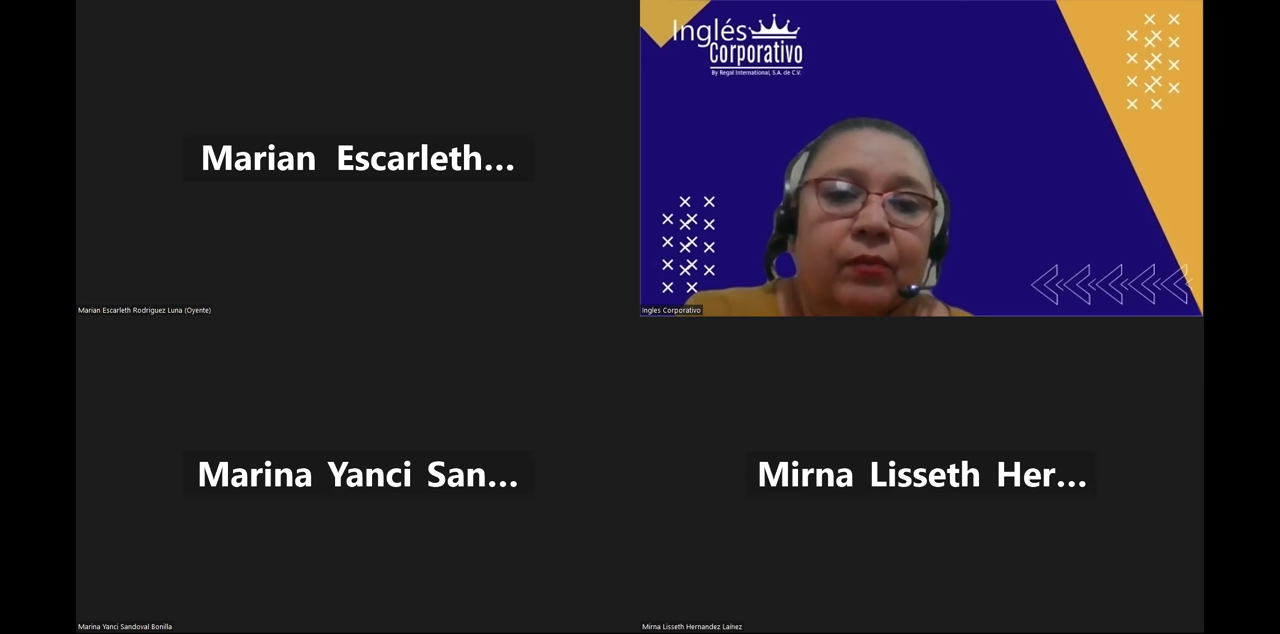 Marian Escarleth...
Marian Escarleth Rodriguez Luna (Oyente)
Inglés
Corporativo
By Regal International, S.A. de C.V.
Ingles Corporativo
Marina Yanci San...
Marina Yanci Sandoval Bonilla
Mirna Lisseth Her...
Mirna Lisseth Hernandez Laínez